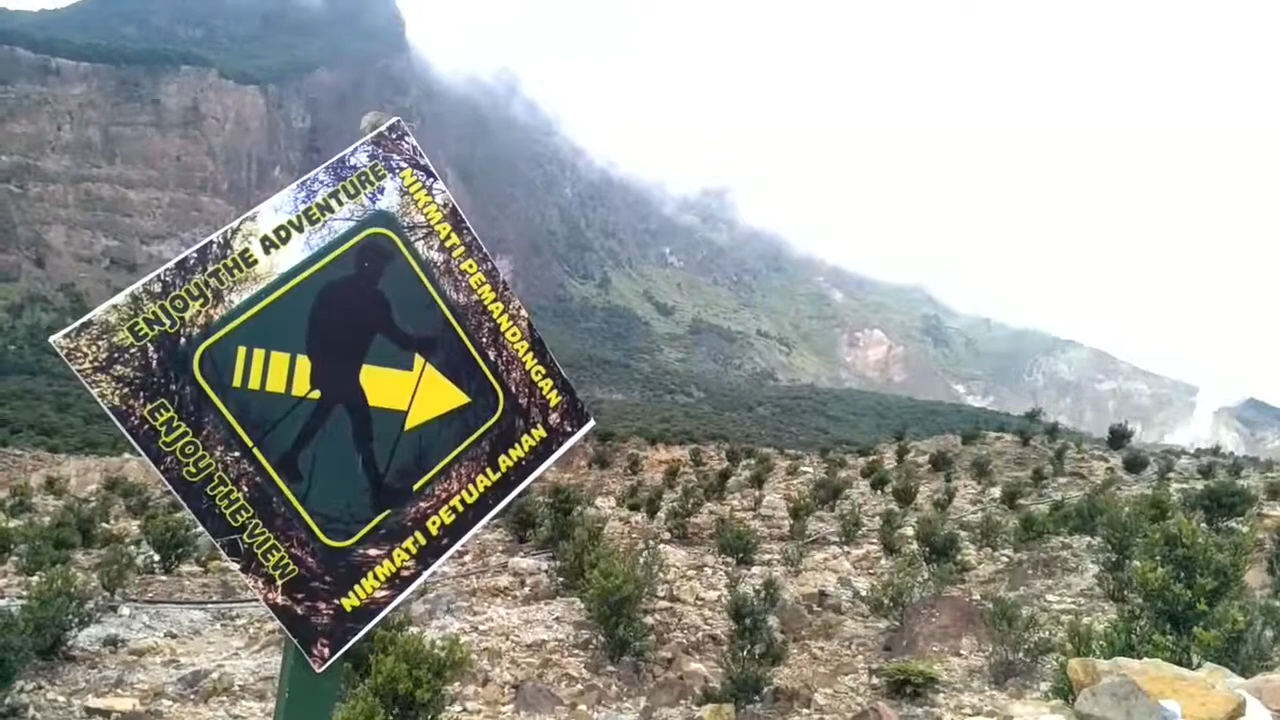 ENJOY THE ADVENTURE
NIKMATI PEMANDANGAN
ENJOY THE VIEW
NIKMATI PETUALANAN